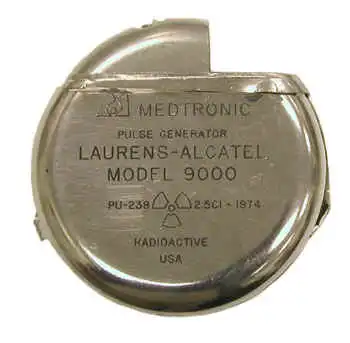 MEDTRONIC
PULSE GENERATOR
LAURENS-ALCATEL
MODEL 9000
PU-238 2.5CI - 1974
RADIOACTIVE
USA